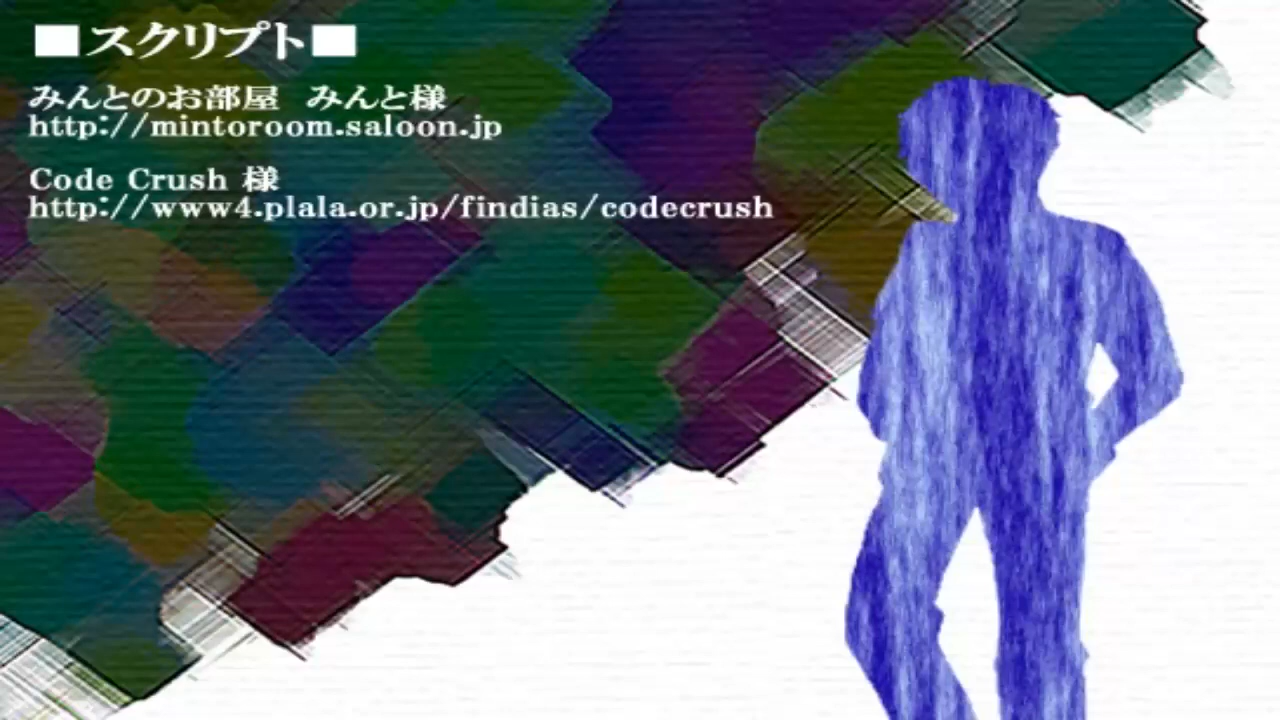 ■スクリプト■
みんとのお部屋　みんと様
http://mintoroom.saloon.jp
Code Crush 様
http://www4.plala.or.jp/findias/codecrush